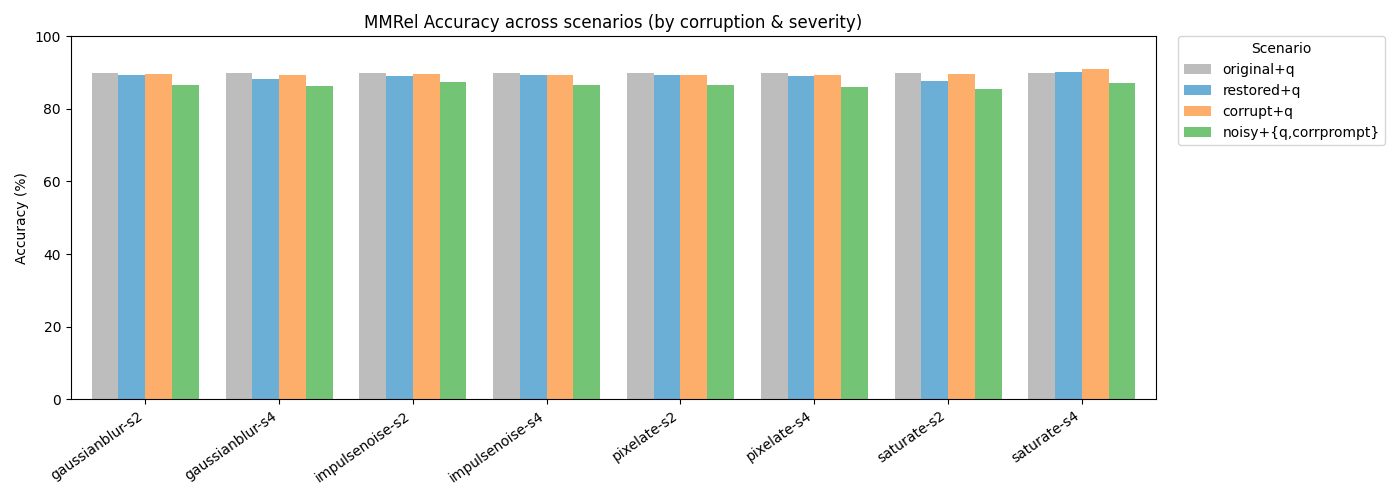 MMRel Accuracy across scenarios (by corruption & severity)
Accuracy (%)
100
80
60
40
20
0
gaussianblur-s2
gaussianblur-s4
impulsenoise-s2
impulsenoise-s4
pixelate-s2
pixelate-s4
saturate-s2
saturate-s4
Scenario
original+q
restored+q
corrupt+q
noisy+{q,corrprompt}